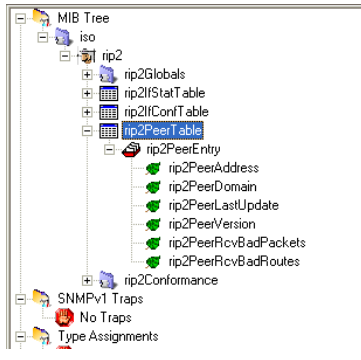 MIB Tree
iso
rip2
rip2Globals
rip2IfStatTable
rip2IfConfTable
rip2PeerTable
rip2PeerEntry
rip2PeerAddress
rip2PeerDomain
rip2PeerLastUpdate
rip2PeerVersion
rip2PeerRcvBadPackets
rip2PeerRcvBadRoutes
rip2Conformance
SNMPv1 Traps
No Traps
Type Assignments